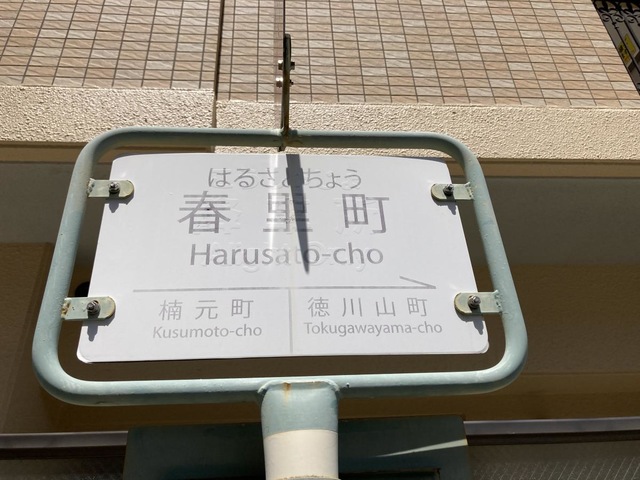 はるさとちょう
春里町
Harusato-cho
楠元町 徳川山町
Kusumoto-cho Tokugawayama-cho